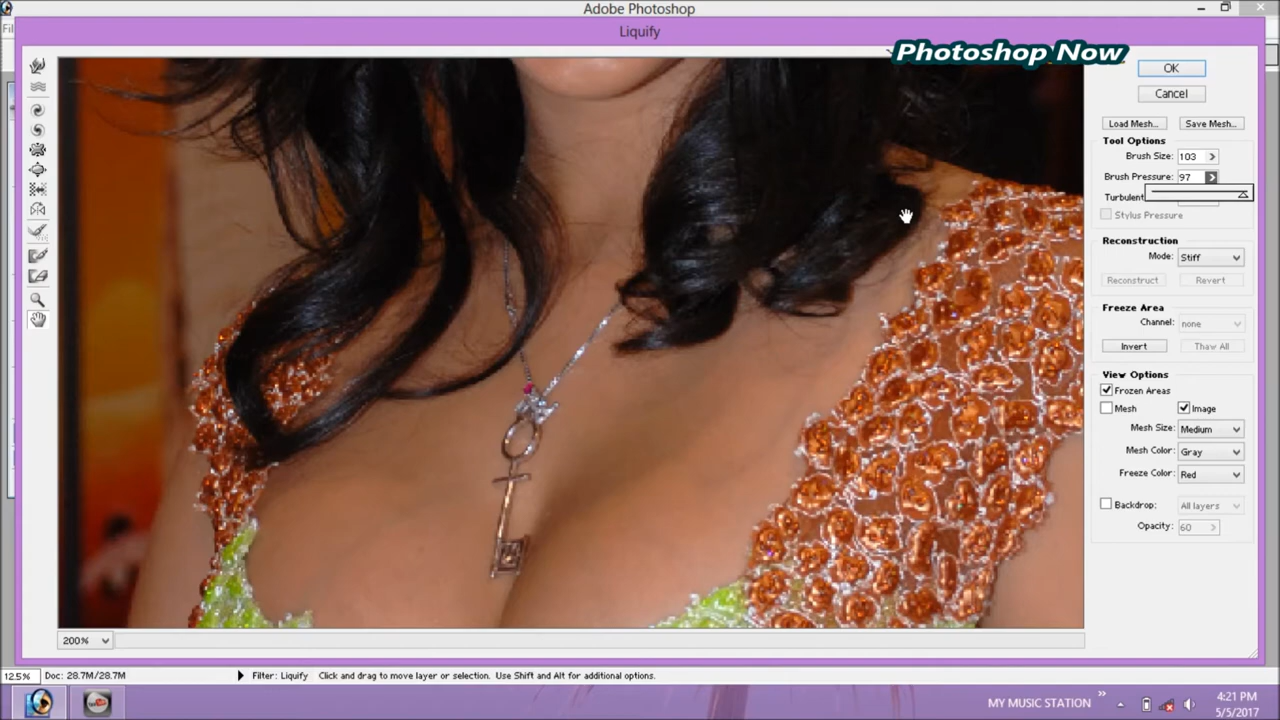 Adobe Photoshop
Fil
Liquify
Photoshop Now
OK
Cancel
Load Mesh...
Save Mesh...
Tool Options
Brush Size: 103
Brush Pressure: 97
Turbulent
Stylus Pressure
Reconstruction
Mode: Stiff
Reconstruct
Revert
Freeze Area
Channel: none
Invert
Thaw All
View Options
Frozen Areas
Mesh
Image
Mesh Size: Medium
Mesh Color: Gray
Freeze Color: Red
Backdrop: All layers
Opacity: 60
200%
12.5%
Doc: 28.7M/28.7M
Filter: Liquify
Click and drag to move layer or selection. Use Shift and Alt for additional options.
MY MUSIC STATION
4:21 PM
5/5/2017